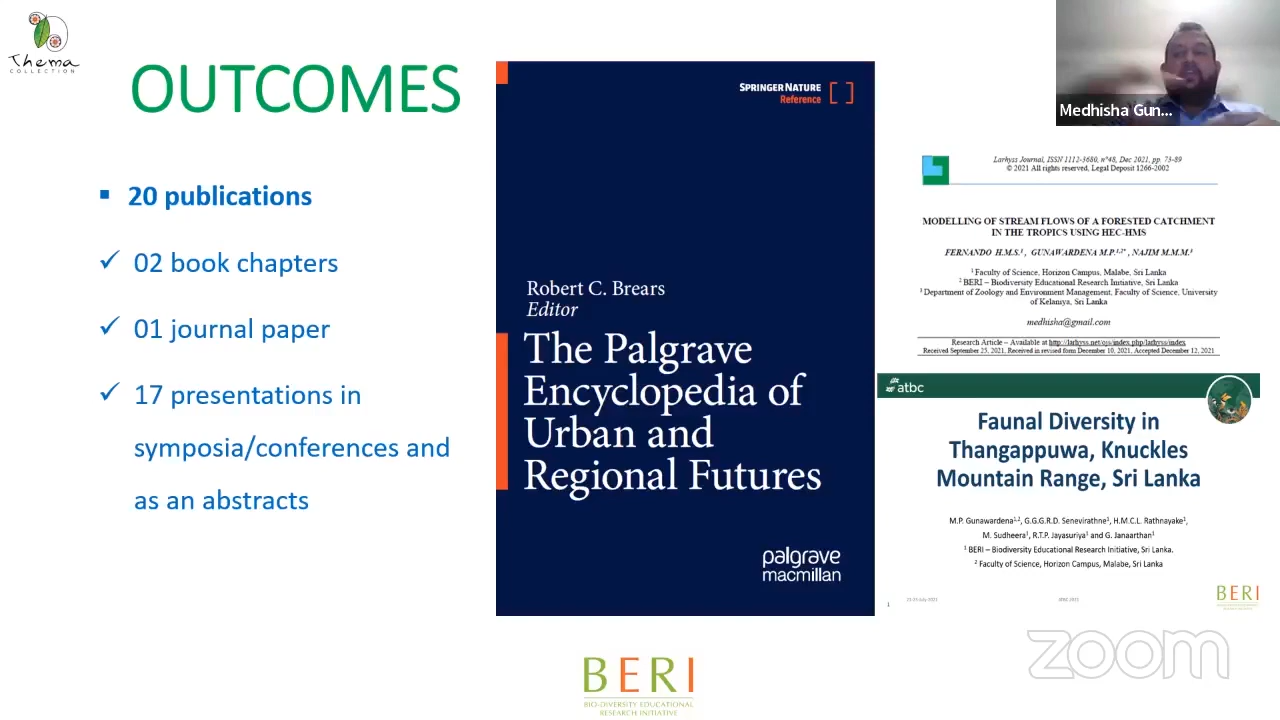 Thema
COLLECTION
OUTCOMES
▪ 20 publications
✓ 02 book chapters
✓ 01 journal paper
✓ 17 presentations in
symposia/conferences and
as an abstracts
SPRINGER NATURE
Reference
Robert C. Brears
Editor
The Palgrave
Encyclopedia of
Urban and
Regional Futures
palgrave
macmillan
Medhisha Gun...
Larhyss Journal, ISSN 1112-3680, n°48, Dec 2021, pp. 73-89
© 2021 All rights reserved, Legal Deposit 1266-2002
MODELLING OF STREAM FLOWS OF A FORESTED CATCHMENT
IN THE TROPICS USING HEC-HMS
FERNANDO H.M.S.¹, GUNAWARDENA M.P.¹,²*, NAJIM M.M.M.³
¹ Faculty of Science, Horizon Campus, Malabe, Sri Lanka
² BERI – Biodiversity Educational Research Initiative, Sri Lanka
³ Department of Zoology and Environment Management, Faculty of Science, University
of Kelaniya, Sri Lanka
medhisha@gmail.com
Research Article – Available at http://larhyss.net/ojs/index.php/larhyss/index
Received September 25, 2021, Received in revised form December 10, 2021, Accepted December 12, 2021
atbc
Faunal Diversity in
Thangappuwa, Knuckles
Mountain Range, Sri Lanka
M.P. Gunawardena¹,², G.G.G.R.D. Senevirathne¹, H.M.C.L. Rathnayake¹,
M. Sudheera¹, R.T.P. Jayasuriya¹ and G. Janaarthan¹
¹ BERI – Biodiversity Educational Research Initiative, Sri Lanka.
² Faculty of Science, Horizon Campus, Malabe, Sri Lanka
1
BERI
zoom
BERI
BIO-DIVERSITY EDUCATIONAL
RESEARCH INITIATIVE